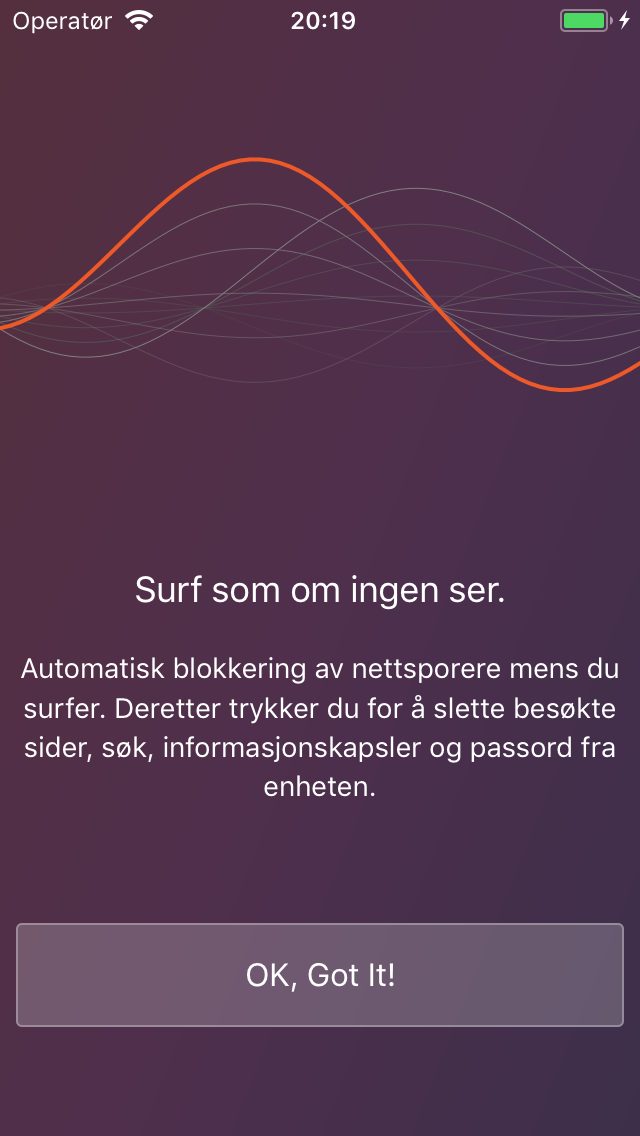 Operatør 20:19
Surf som om ingen ser.
Automatisk blokkering av nettsporere mens du
surfer. Deretter trykker du for å slette besøkte
sider, søk, informasjonskapsler og passord fra
enheten.
OK, Got It!